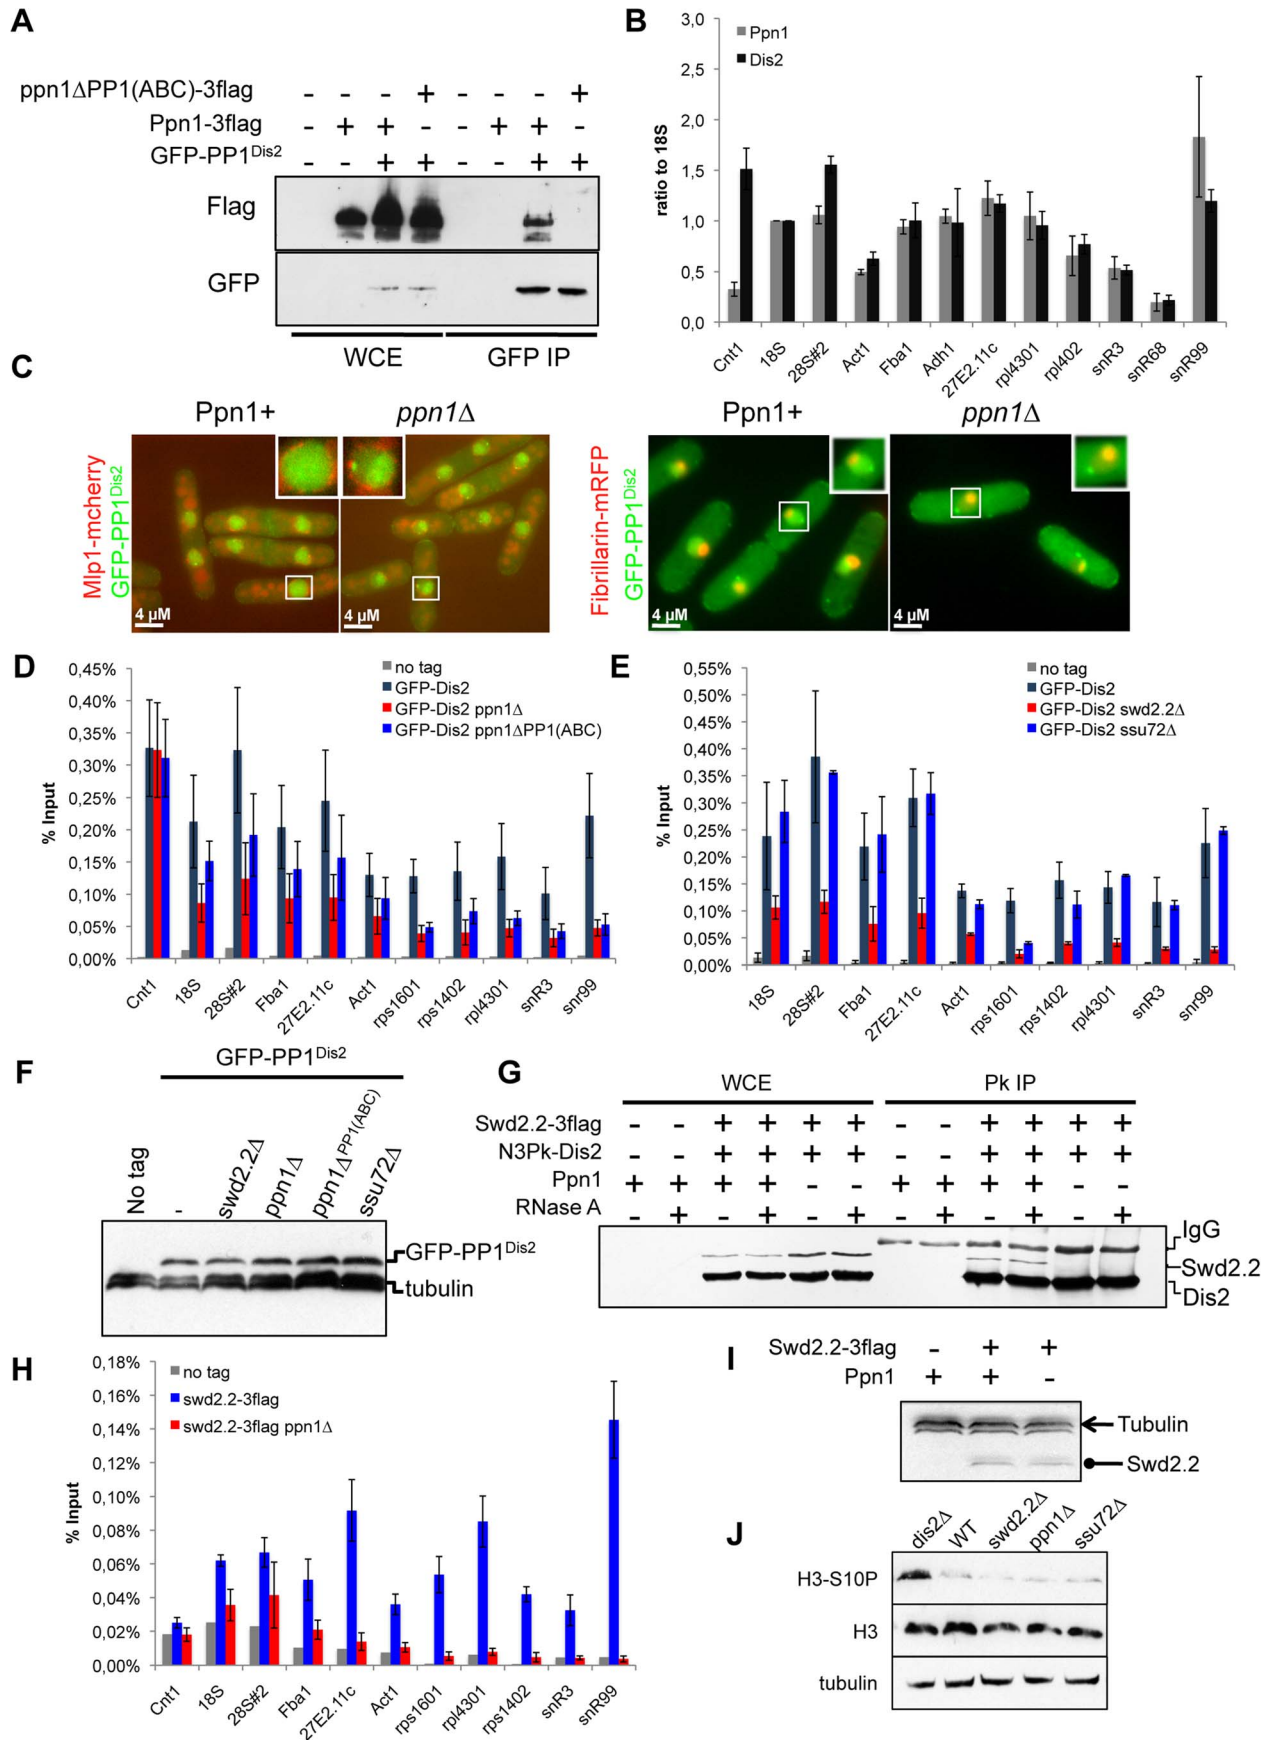 A
ppn1ΔPP1(ABC)-3flag - - - + - - - +
Ppn1-3flag - + + - - + + -
GFP-PP1Dis2 - - + + - - + +
Flag
GFP
WCE
GFP IP
B
ratio to 18S
3,0
2,5
2,0
1,5
1,0
0,5
0,0
Ppn1
Dis2
Cnt1
18S
28S#2
Act1
Fba1
Adh1
27E2.11c
rpl4301
rpl402
snR3
snR68
snR99
C
Ppn1+
ppn1Δ
Mlp1-mcherry
GFP-PP1Dis2
4 µM
4 µM
Ppn1+
ppn1Δ
Fibrillarin-mRFP
GFP-PP1Dis2
4 µM
4 µM
D
% Input
0,45%
0,40%
0,35%
0,30%
0,25%
0,20%
0,15%
0,10%
0,05%
0,00%
no tag
GFP-Dis2
GFP-Dis2 ppn1Δ
GFP-Dis2 ppn1ΔPP1(ABC)
Cnt1
18S
28S#2
Fba1
27E2.11c
Act1
rps1601
rps1402
rpl4301
snR3
snr99
E
% Input
0,55%
0,50%
0,45%
0,40%
0,35%
0,30%
0,25%
0,20%
0,15%
0,10%
0,05%
0,00%
no tag
GFP-Dis2
GFP-Dis2 swd2.2Δ
GFP-Dis2 ssu72Δ
18S
28S#2
Fba1
27E2.11c
Act1
rps1601
rps1402
rpl4301
snR3
snr99
F
GFP-PP1Dis2
No tag
-
swd2.2Δ
ppn1Δ
ppn1ΔPP1(ABC)
ssu72Δ
GFP-PP1Dis2
tubulin
G
WCE
Pk IP
Swd2.2-3flag - - + + + + - - + + + +
N3Pk-Dis2 - - + + + + - - + + + +
Ppn1 + + + + - - + + + + - -
RNase A - + - + - + - + - + - +
IgG
Swd2.2
Dis2
H
% Input
0,18%
0,16%
0,14%
0,12%
0,10%
0,08%
0,06%
0,04%
0,02%
0,00%
no tag
swd2.2-3flag
swd2.2-3flag ppn1Δ
Cnt1
18S
28S#2
Fba1
27E2.11c
Act1
rps1601
rpl4301
rps1402
snR3
snR99
I
Swd2.2-3flag - + +
Ppn1 + + -
Tubulin
Swd2.2
J
dis2Δ
WT
swd2.2Δ
ppn1Δ
ssu72Δ
H3-S10P
H3
tubulin